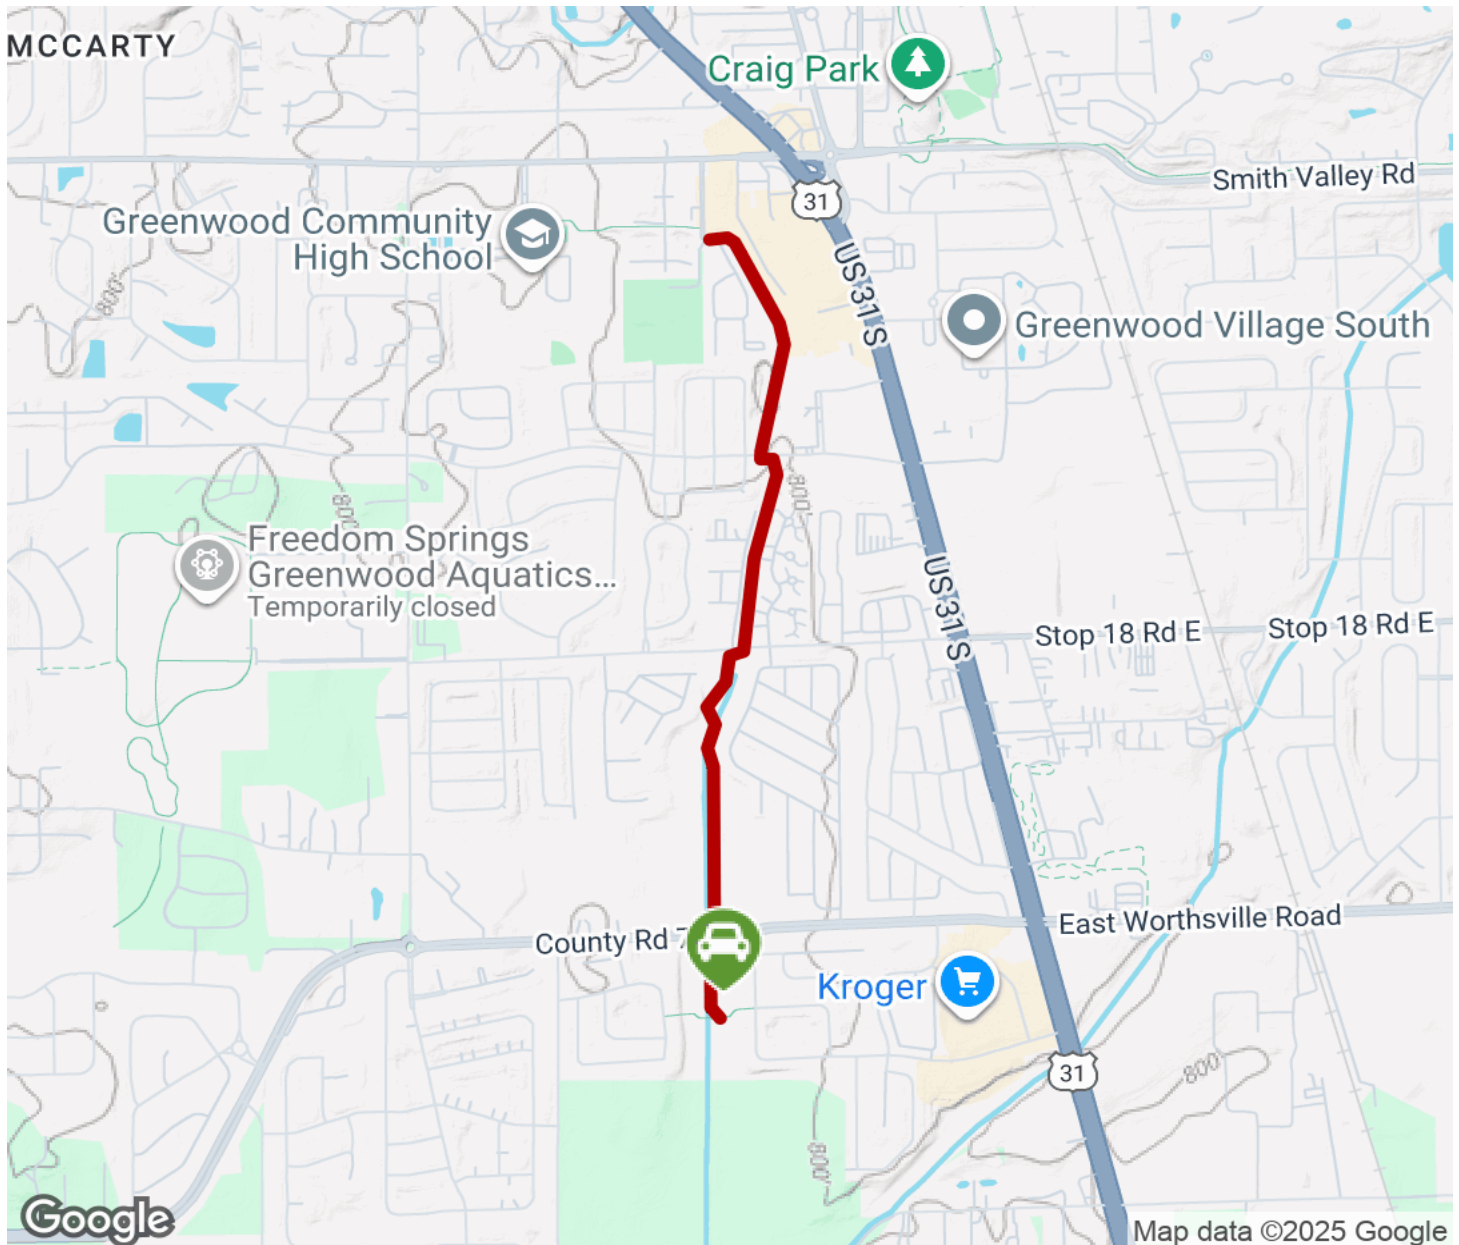 MCCARTY
Craig Park
Smith Valley Rd
31
Greenwood Community
High School
US 31 S
800'
Greenwood Village South
800'
800'
Freedom Springs
Greenwood Aquatics...
Temporarily closed
US 31 S
Stop 18 Rd E
Stop 18 Rd E
East Worthsville Road
County Rd 7
Kroger
31
800'
800'
Google
Map data ©2025 Google